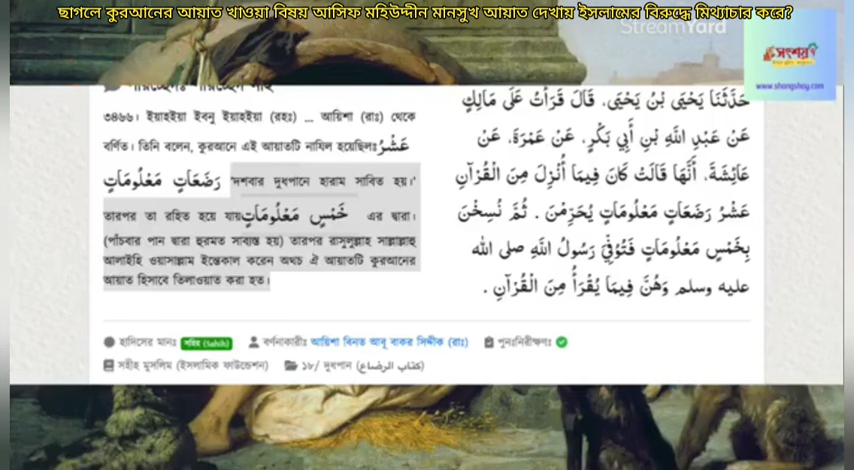 ছাগলে কুরআনের আয়াত খাওয়া বিষয় আসিফ মহিউদ্দীন মানসুখ আয়াত দেখায় ইসলামের বিরুদ্ধে মিথ্যাচার করে?
StreamYard
সংশয়
www.shongshoy.com
৩৪৬৬। ইয়াহইয়া ইবনু ইয়াহইয়া (রহঃ) ... আয়িশা (রাঃ) থেকে
বর্ণিত। তিনি বলেন, কুরআনে এই আয়াতটি নাযিল হয়েছিলঃ عَشْرُ
رَضَعَاتٍ مَعْلُومَاتٍ 'দশবার দুধপানে হারাম সাবিত হয়।'
তারপর তা রহিত হয়ে যায় خَمْسٍ مَعْلُومَاتٍ এর দ্বারা।
(পাঁচবার পান দ্বারা হুরমত সাব্যস্ত হয়) তারপর রাসুলুল্লাহ সাল্লাল্লাহু
আলাইহি ওয়াসাল্লাম ইন্তেকাল করেন অথচ ঐ আয়াতটি কুরআনের
আয়াত হিসাবে তিলাওয়াত করা হত।
حَدَّثَنَا يَحْيَى بْنُ يَحْيَى، قَالَ قَرَأْتُ عَلَى مَالِكٍ
عَنْ عَبْدِ اللَّهِ بْنِ أَبِي بَكْرٍ، عَنْ عَمْرَةَ، عَنْ
عَائِشَةَ، أَنَّهَا قَالَتْ كَانَ فِيمَا أُنْزِلَ مِنَ الْقُرْآنِ
عَشْرُ رَضَعَاتٍ مَعْلُومَاتٍ يُحَرِّمْنَ . ثُمَّ نُسِخْنَ
بِخَمْسٍ مَعْلُومَاتٍ فَتُوُفِّيَ رَسُولُ اللَّهِ صلى الله
عليه وسلم وَهُنَّ فِيمَا يُقْرَأُ مِنَ الْقُرْآنِ .
হাদিসের মানঃ সহিহ (Sahih) বর্ণনাকারীঃ আয়িশা বিনত আবূ বাকর সিদ্দীক (রাঃ) পুনঃনিরীক্ষণঃ
সহীহ মুসলিম (ইসলামিক ফাউন্ডেশন) ১৮/ দুধপান (كتاب الرضاع)